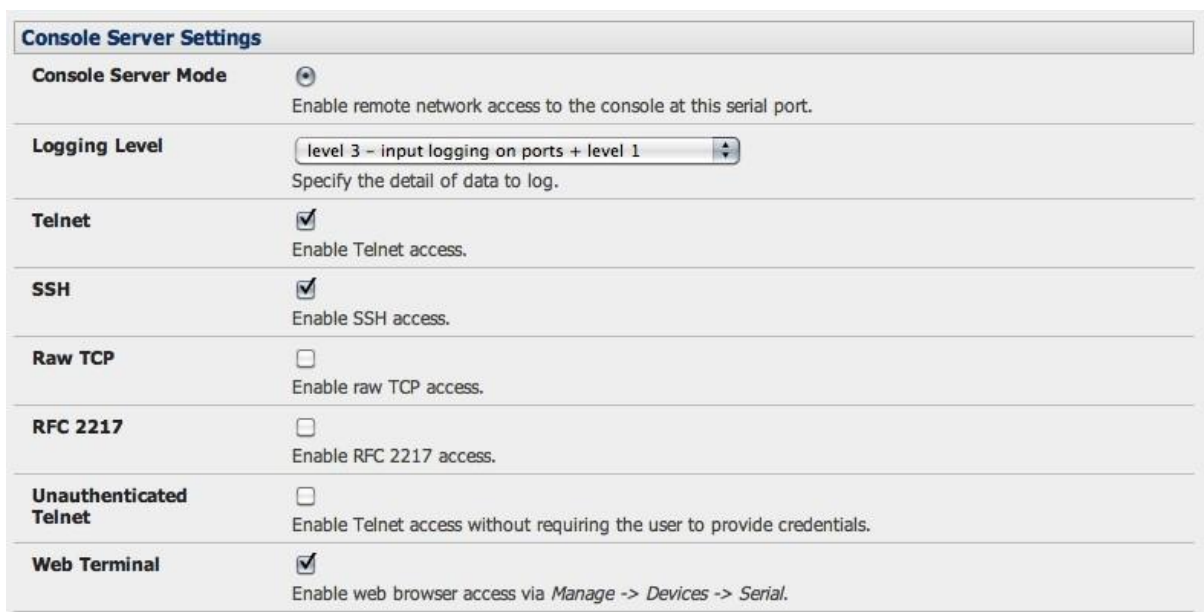 Console Server Settings
Console Server Mode
Enable remote network access to the console at this serial port.
Logging Level
level 3 – input logging on ports + level 1
Specify the detail of data to log.
Telnet
Enable Telnet access.
SSH
Enable SSH access.
Raw TCP
Enable raw TCP access.
RFC 2217
Enable RFC 2217 access.
Unauthenticated
Telnet
Enable Telnet access without requiring the user to provide credentials.
Web Terminal
Enable web browser access via Manage -> Devices -> Serial.